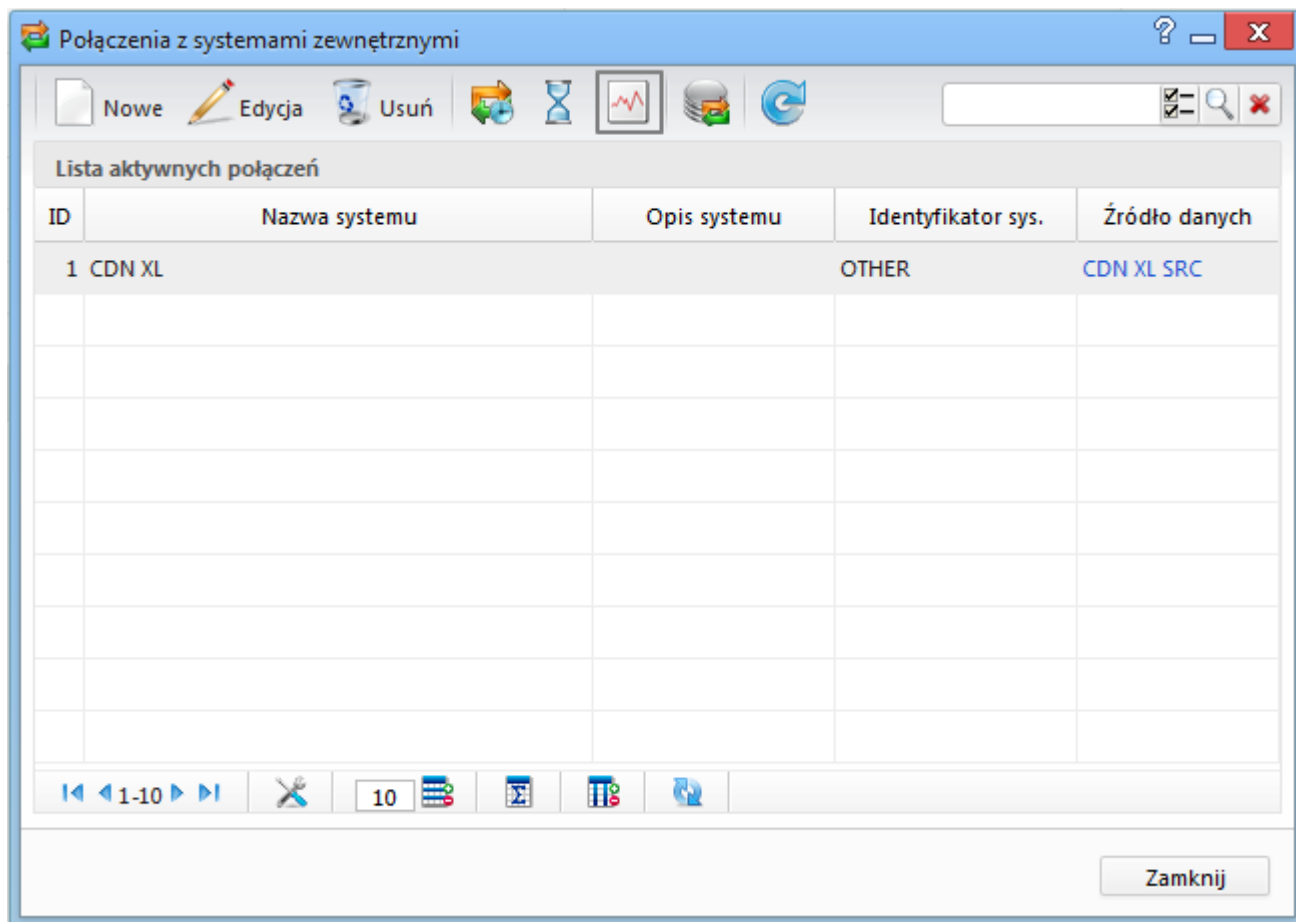 Połączenia z systemami zewnętrznymi
Nowe Edycja Usuń
Lista aktywnych połączeń
ID Nazwa systemu Opis systemu Identyfikator sys. Źródło danych
1 CDN XL OTHER CDN XL SRC
1-10 10
Zamknij